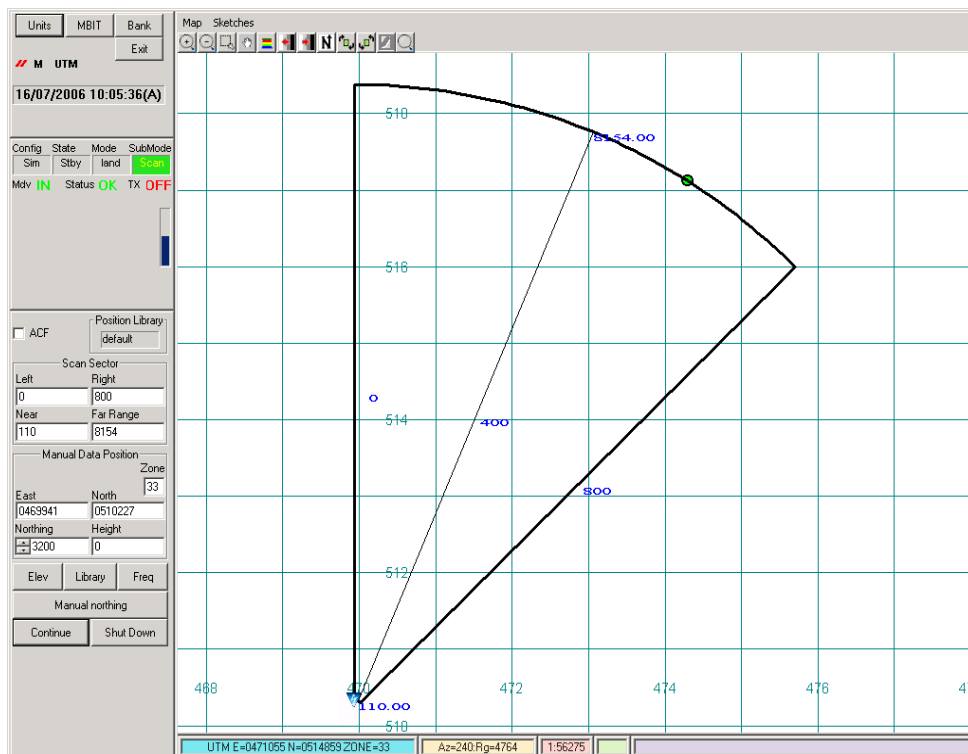 Units MBIT Bank
Exit
M UTM
16/07/2006 10:05:36(A)
Config State Mode SubMode
Sim Stby land Scan
Mdv IN Status OK TX OFF
ACF
Position Library
default
Scan Sector
Left Right
0 800
Near Far Range
110 8154
Manual Data Position
Zone
33
East North
0469941 0510227
Northing Height
3200 0
Elev Library Freq
Manual northing
Continue Shut Down
Map Sketches
N
518
8154.00
516
0
514
400
800
512
468 470 472 474 476 47
110.00
510
UTM E=0471055 N=0514859 ZONE=33 Az=240:Rg=4764 1:56275